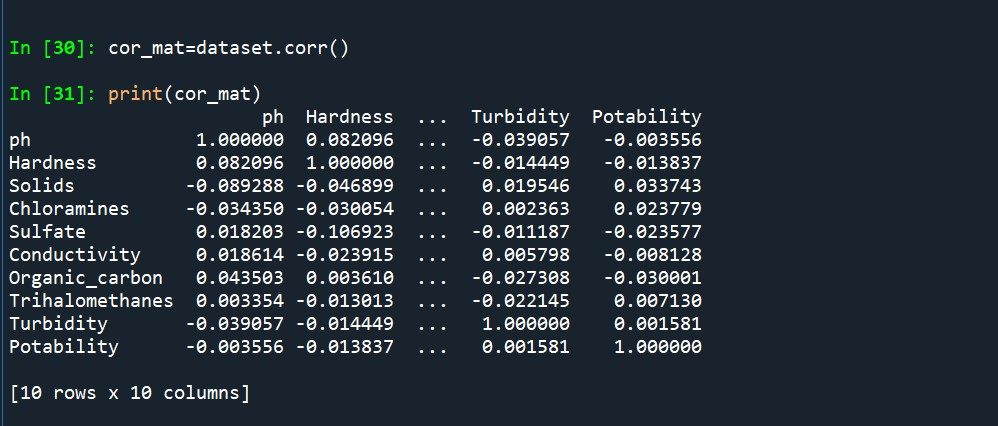 In [30]: cor_mat=dataset.corr()
In [31]: print(cor_mat)
                       ph  Hardness  ...  Turbidity  Potability
ph               1.000000  0.082096  ...  -0.039057   -0.003556
Hardness         0.082096  1.000000  ...  -0.014449   -0.013837
Solids          -0.089288 -0.046899  ...   0.019546    0.033743
Chloramines     -0.034350 -0.030054  ...   0.002363    0.023779
Sulfate          0.018203 -0.106923  ...  -0.011187   -0.023577
Conductivity     0.018614 -0.023915  ...   0.005798   -0.008128
Organic_carbon   0.043503  0.003610  ...  -0.027308   -0.030001
Trihalomethanes  0.003354 -0.013013  ...  -0.022145    0.007130
Turbidity       -0.039057 -0.014449  ...   1.000000    0.001581
Potability      -0.003556 -0.013837  ...   0.001581    1.000000
[10 rows x 10 columns]